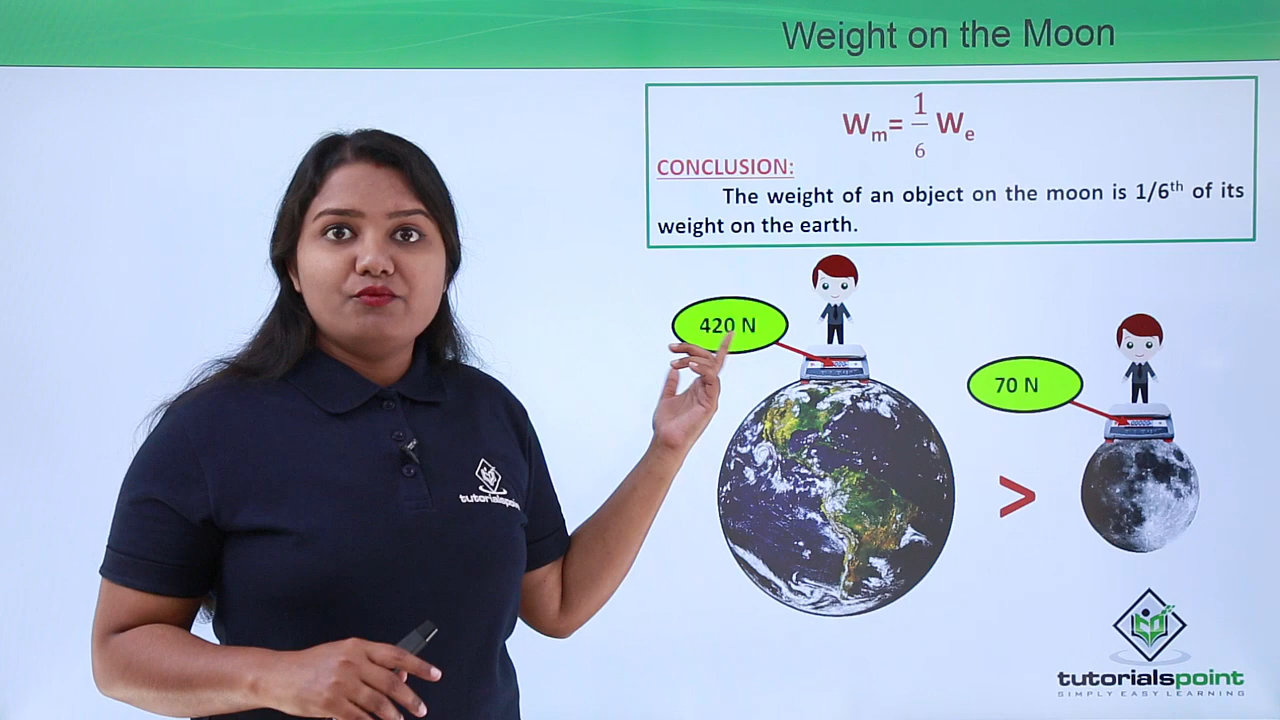 Weight on the Moon
Wₘ= 1/6 Wₑ
CONCLUSION:
The weight of an object on the moon is 1/6ᵗʰ of its
weight on the earth.
420 N
70 N
tutorialspoint
tutorialspoint
SIMPLY EASY LEARNING